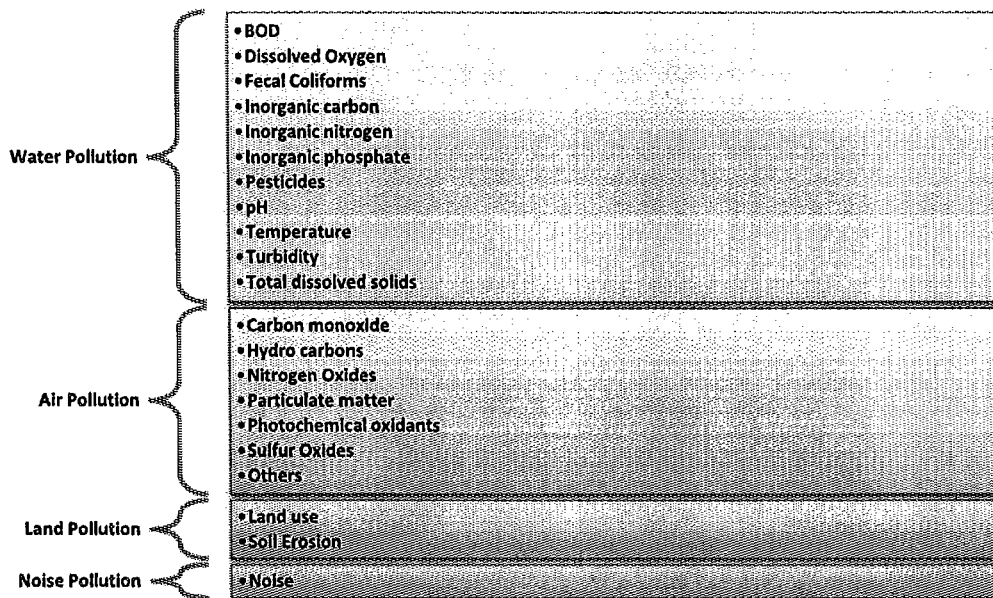 Water Pollution
• BOD
• Dissolved Oxygen
• Fecal Coliforms
• Inorganic carbon
• Inorganic nitrogen
• Inorganic phosphate
• Pesticides
• pH
• Temperature
• Turbidity
• Total dissolved solids
Air Pollution
• Carbon monoxide
• Hydro carbons
• Nitrogen Oxides
• Particulate matter
• Photochemical oxidants
• Sulfur Oxides
• Others
Land Pollution
• Land use
• Soil Erosion
Noise Pollution
• Noise